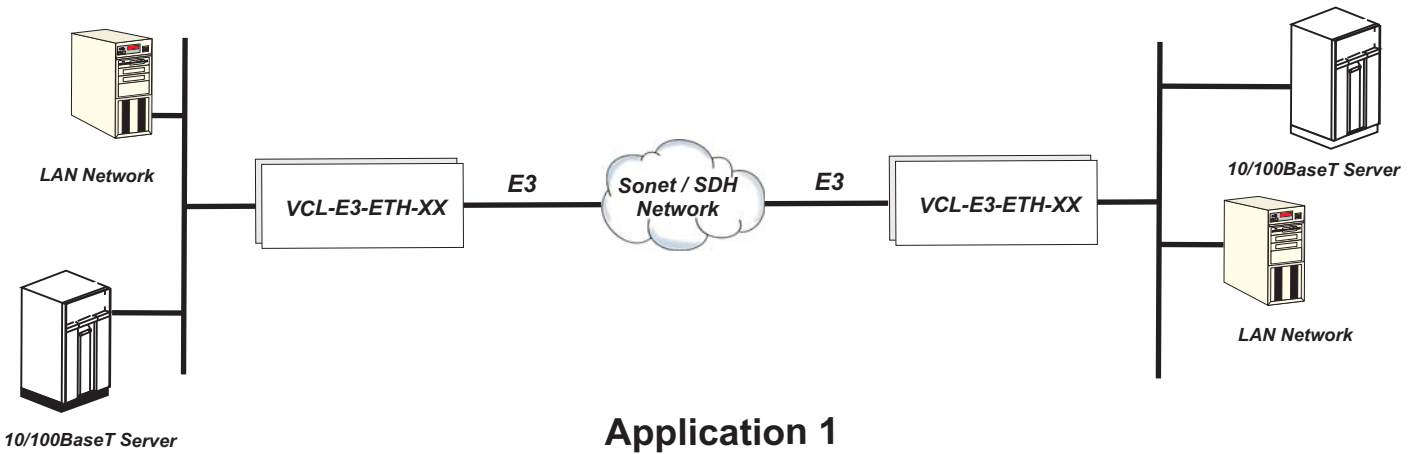 LAN Network
10/100BaseT Server
VCL-E3-ETH-XX
E3
Sonet / SDH
Network
E3
VCL-E3-ETH-XX
10/100BaseT Server
LAN Network
Application 1